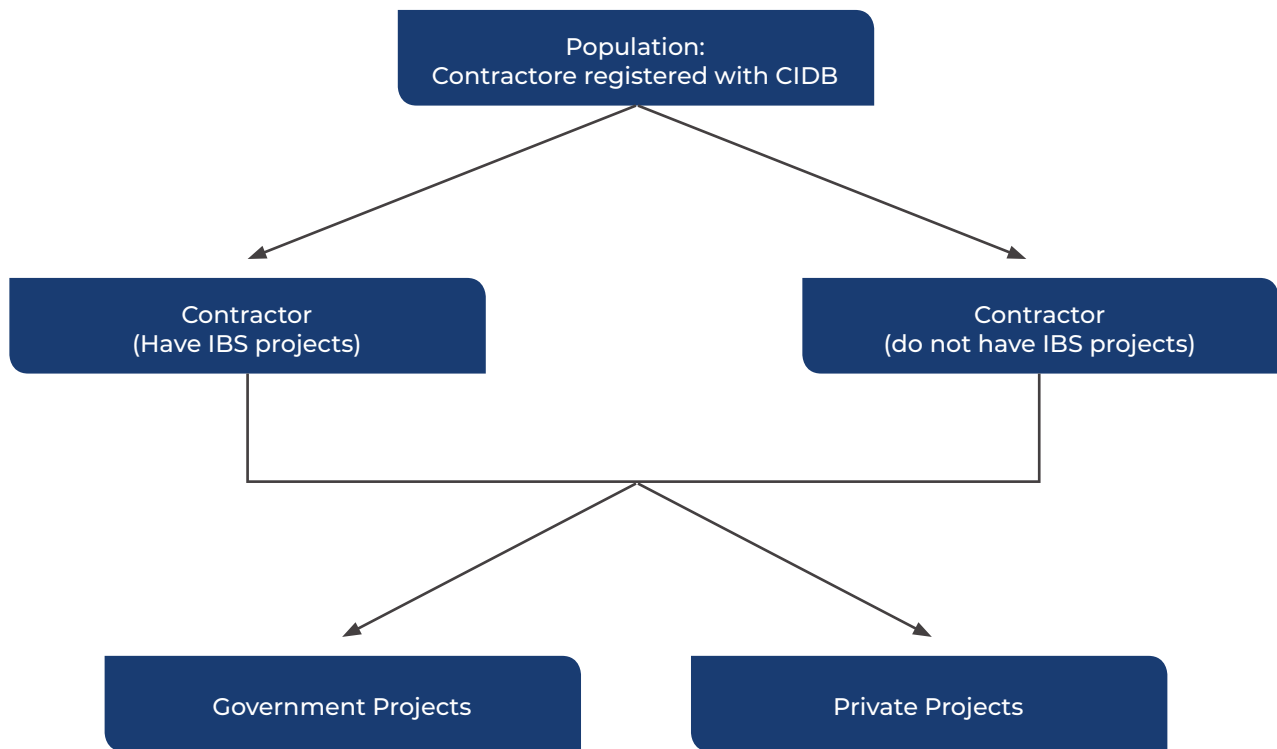 Population:
Contractore registered with CIDB
Contractor
(Have IBS projects)
Contractor
(do not have IBS projects)
Government Projects
Private Projects